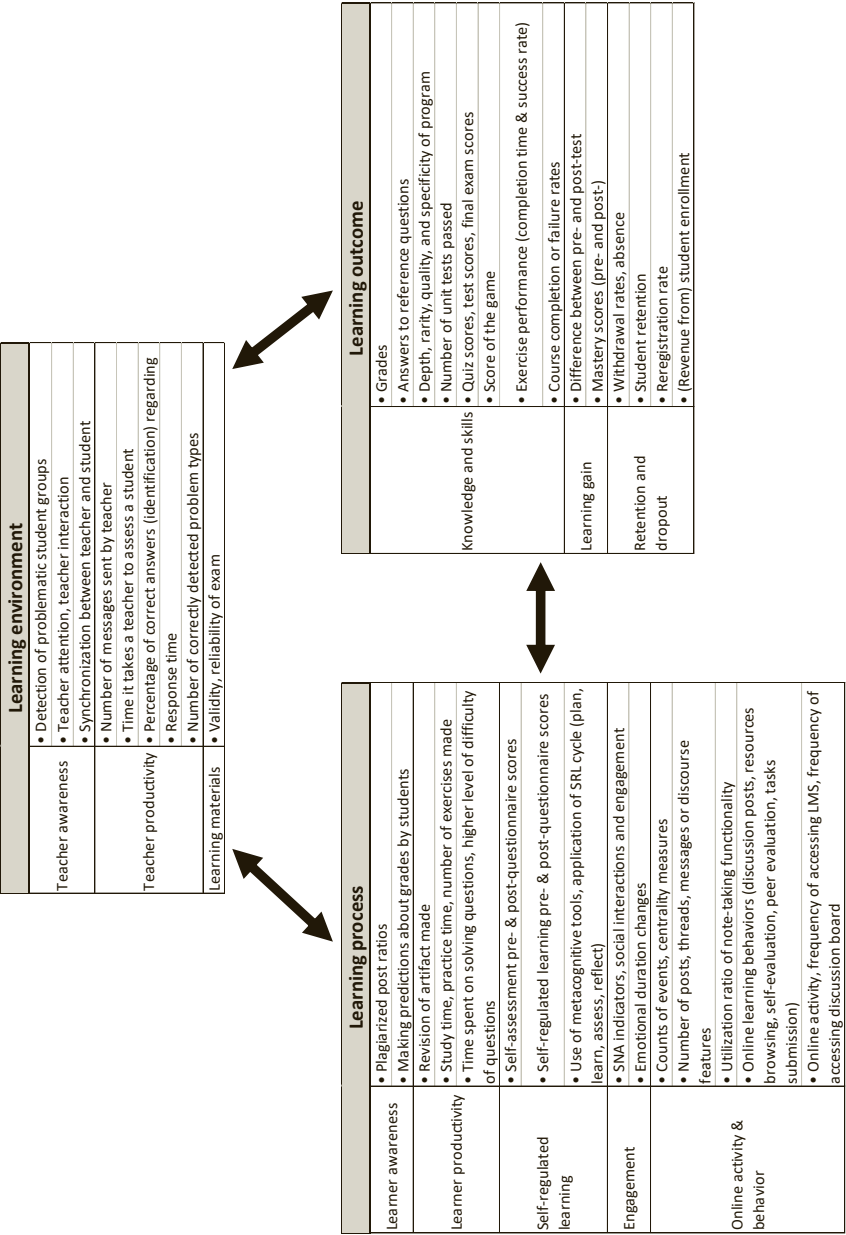 Learning environment
Teacher awareness
• Detection of problematic student groups
• Teacher attention, teacher interaction
• Synchronization between teacher and student
Teacher productivity
• Number of messages sent by teacher
• Time it takes a teacher to assess a student
• Percentage of correct answers (identification) regarding
• Response time
• Number of correctly detected problem types
Learning materials
• Validity, reliability of exam
Learning process
Learner awareness
• Plagiarized post ratios
• Making predictions about grades by students
Learner productivity
• Revision of artifact made
• Study time, practice time, number of exercises made
• Time spent on solving questions, higher level of difficulty
of questions
Self-regulated
learning
• Self-assessment pre- & post-questionnaire scores
• Self-regulated learning pre- & post-questionnaire scores
• Use of metacognitive tools, application of SRL cycle (plan,
learn, assess, reflect)
Engagement
• SNA indicators, social interactions and engagement
• Emotional duration changes
Online activity &
behavior
• Counts of events, centrality measures
• Number of posts, threads, messages or discourse
features
• Utilization ratio of note-taking functionality
• Online learning behaviors (discussion posts, resources
browsing, self-evaluation, peer evaluation, tasks
submission)
• Online activity, frequency of accessing LMS, frequency of
accessing discussion board
Learning outcome
Knowledge and skills
• Grades
• Answers to reference questions
• Depth, rarity, quality, and specificity of program
• Number of unit tests passed
• Quiz scores, test scores, final exam scores
• Score of the game
• Exercise performance (completion time & success rate)
• Course completion or failure rates
Learning gain
• Difference between pre- and post-test
• Mastery scores (pre- and post-)
Retention and
dropout
• Withdrawal rates, absence
• Student retention
• Reregistration rate
• (Revenue from) student enrollment